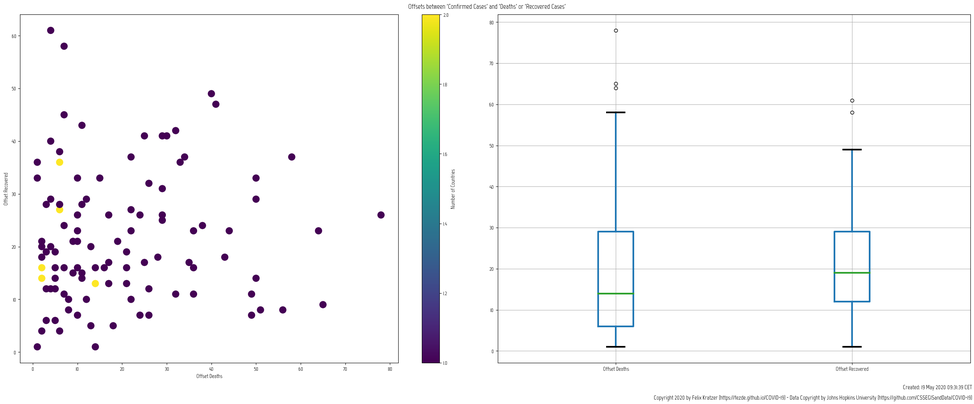 Offsets between 'Confirmed Cases' and 'Deaths' or 'Recovered Cases'
60
50
40
30
20
10
0
Offset Recovered
0 10 20 30 40 50 60 70 80
Offset Deaths
2.0
1.8
1.6
1.4
1.2
1.0
Number of Countries
80
70
60
50
40
30
20
10
0
Offset Deaths Offset Recovered
Created: 19 May 2020 09:31:39 CET
Copyright 2020 by Felix Kratzer (https://fezde.github.io/COVID-19) - Data Copyright by Johns Hopkins University (https://github.com/CSSEGISandData/COVID-19)